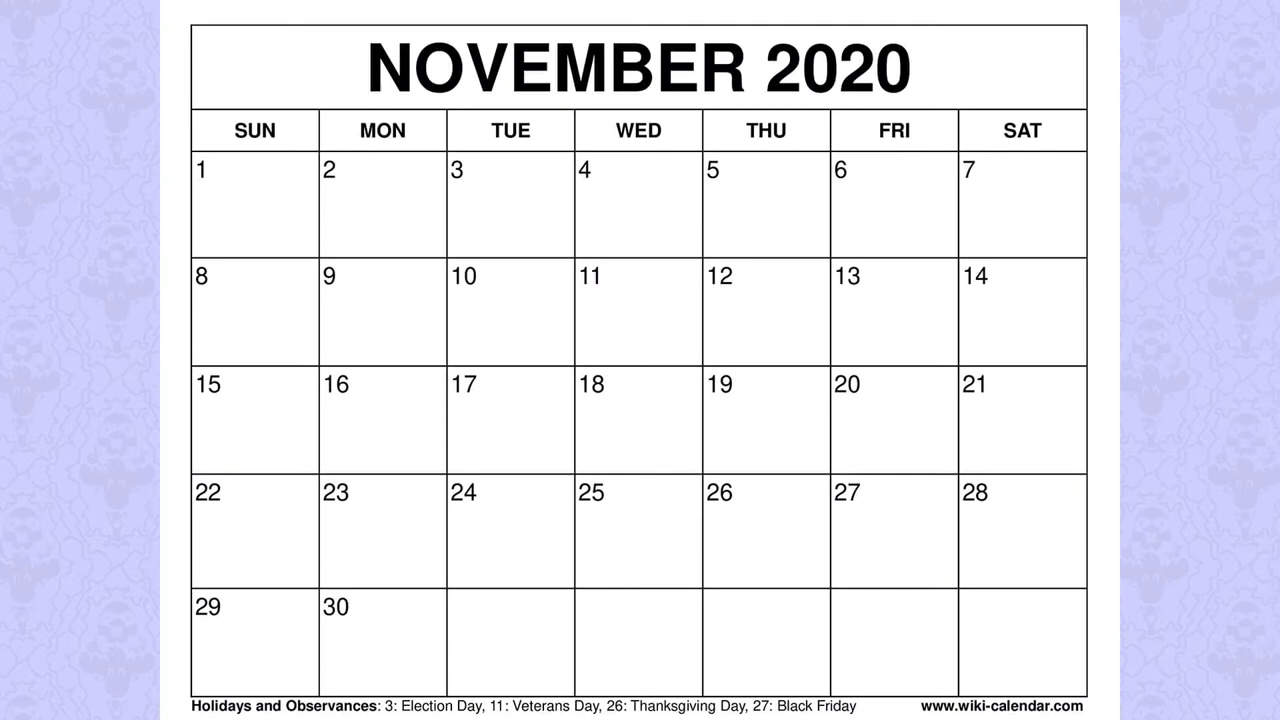 NOVEMBER 2020
SUN MON TUE WED THU FRI SAT
1 2 3 4 5 6 7
8 9 10 11 12 13 14
15 16 17 18 19 20 21
22 23 24 25 26 27 28
29 30
Holidays and Observances: 3: Election Day, 11: Veterans Day, 26: Thanksgiving Day, 27: Black Friday www.wiki-calendar.com